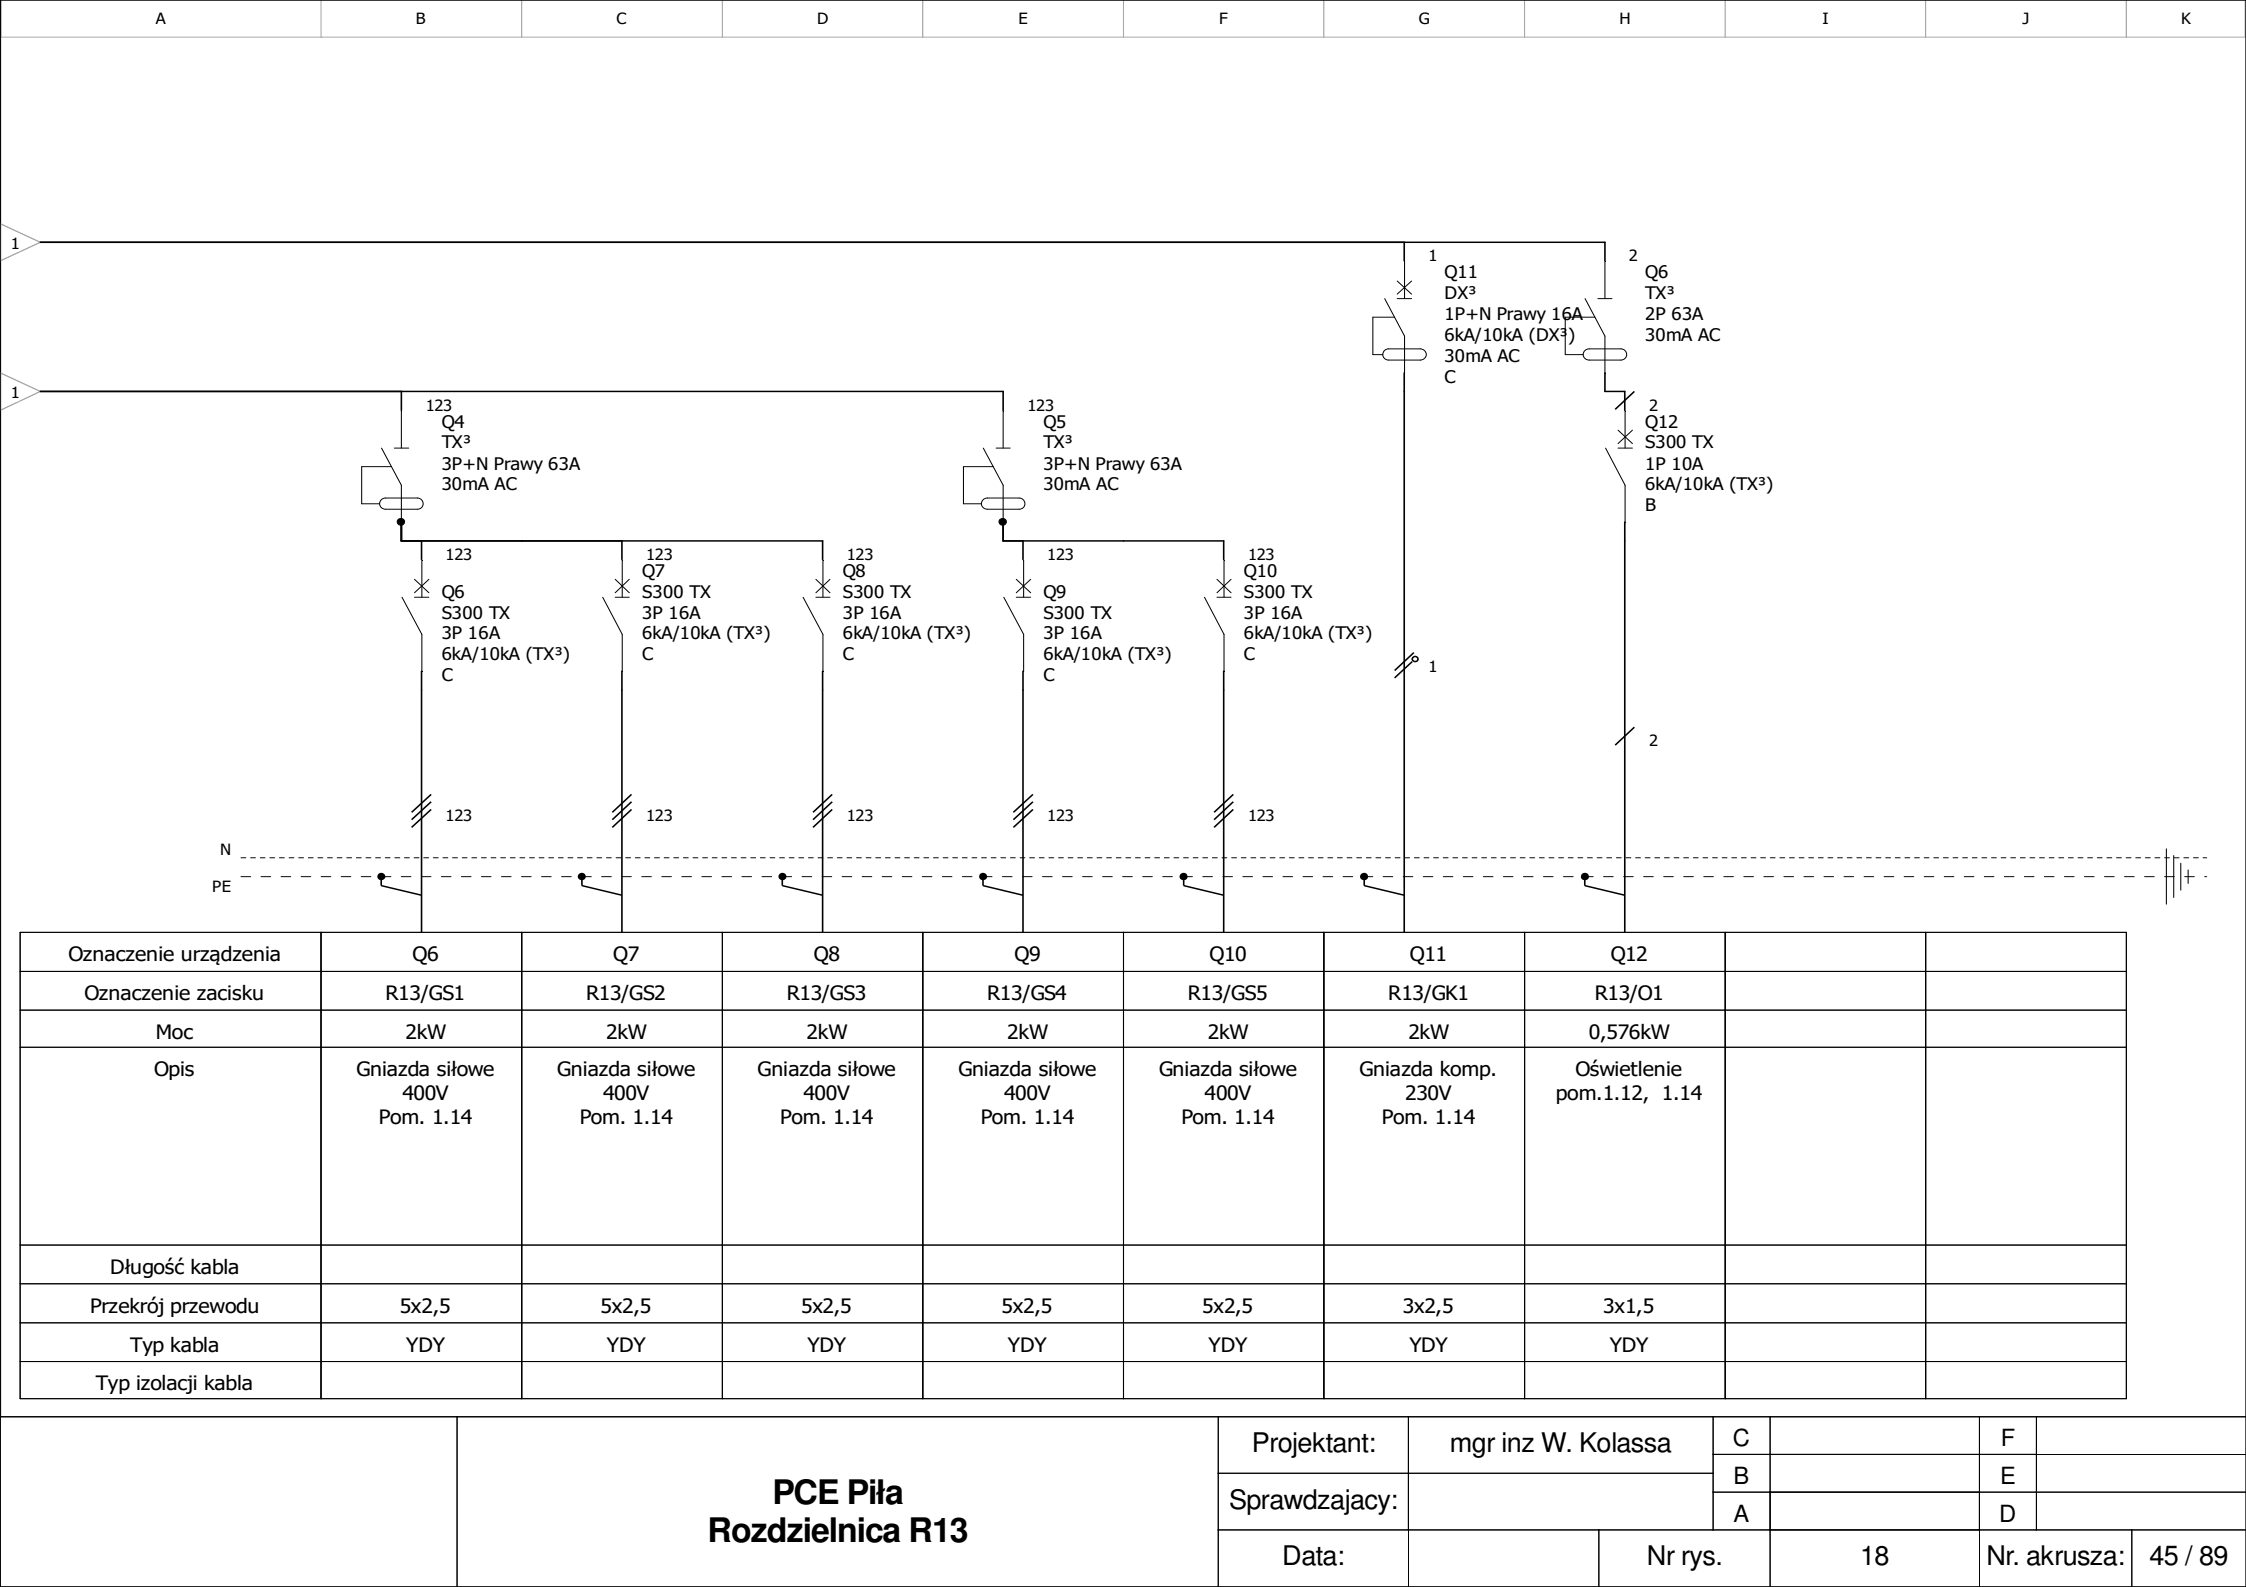 A B C D E F G H I J K
1
1
Q11
DX³
1P+N Prawy 16A
6kA/10kA (DX³)
30mA AC
C
2
Q6
TX³
2P 63A
30mA AC
1
123
Q4
TX³
3P+N Prawy 63A
30mA AC
123
Q5
TX³
3P+N Prawy 63A
30mA AC
2
Q12
S300 TX
1P 10A
6kA/10kA (TX³)
B
123
Q6
S300 TX
3P 16A
6kA/10kA (TX³)
C
123
Q7
S300 TX
3P 16A
6kA/10kA (TX³)
C
123
Q8
S300 TX
3P 16A
6kA/10kA (TX³)
C
123
Q9
S300 TX
3P 16A
6kA/10kA (TX³)
C
123
Q10
S300 TX
3P 16A
6kA/10kA (TX³)
C
1
2
123 123 123 123 123
N
PE
Oznaczenie urządzenia Q6 Q7 Q8 Q9 Q10 Q11 Q12
Oznaczenie zacisku R13/GS1 R13/GS2 R13/GS3 R13/GS4 R13/GS5 R13/GK1 R13/O1
Moc 2kW 2kW 2kW 2kW 2kW 2kW 0,576kW
Opis Gniazda siłowe Gniazda siłowe Gniazda siłowe Gniazda siłowe Gniazda siłowe Gniazda komp. Oświetlenie
400V 400V 400V 400V 400V 230V pom.1.12, 1.14
Pom. 1.14 Pom. 1.14 Pom. 1.14 Pom. 1.14 Pom. 1.14 Pom. 1.14
Długość kabla
Przekrój przewodu 5x2,5 5x2,5 5x2,5 5x2,5 5x2,5 3x2,5 3x1,5
Typ kabla YDY YDY YDY YDY YDY YDY YDY
Typ izolacji kabla
PCE Piła
Rozdzielnica R13
Projektant: mgr inz W. Kolassa C F
B E
Sprawdzajacy:
A D
Data: Nr rys. 18 Nr. akrusza: 45 / 89